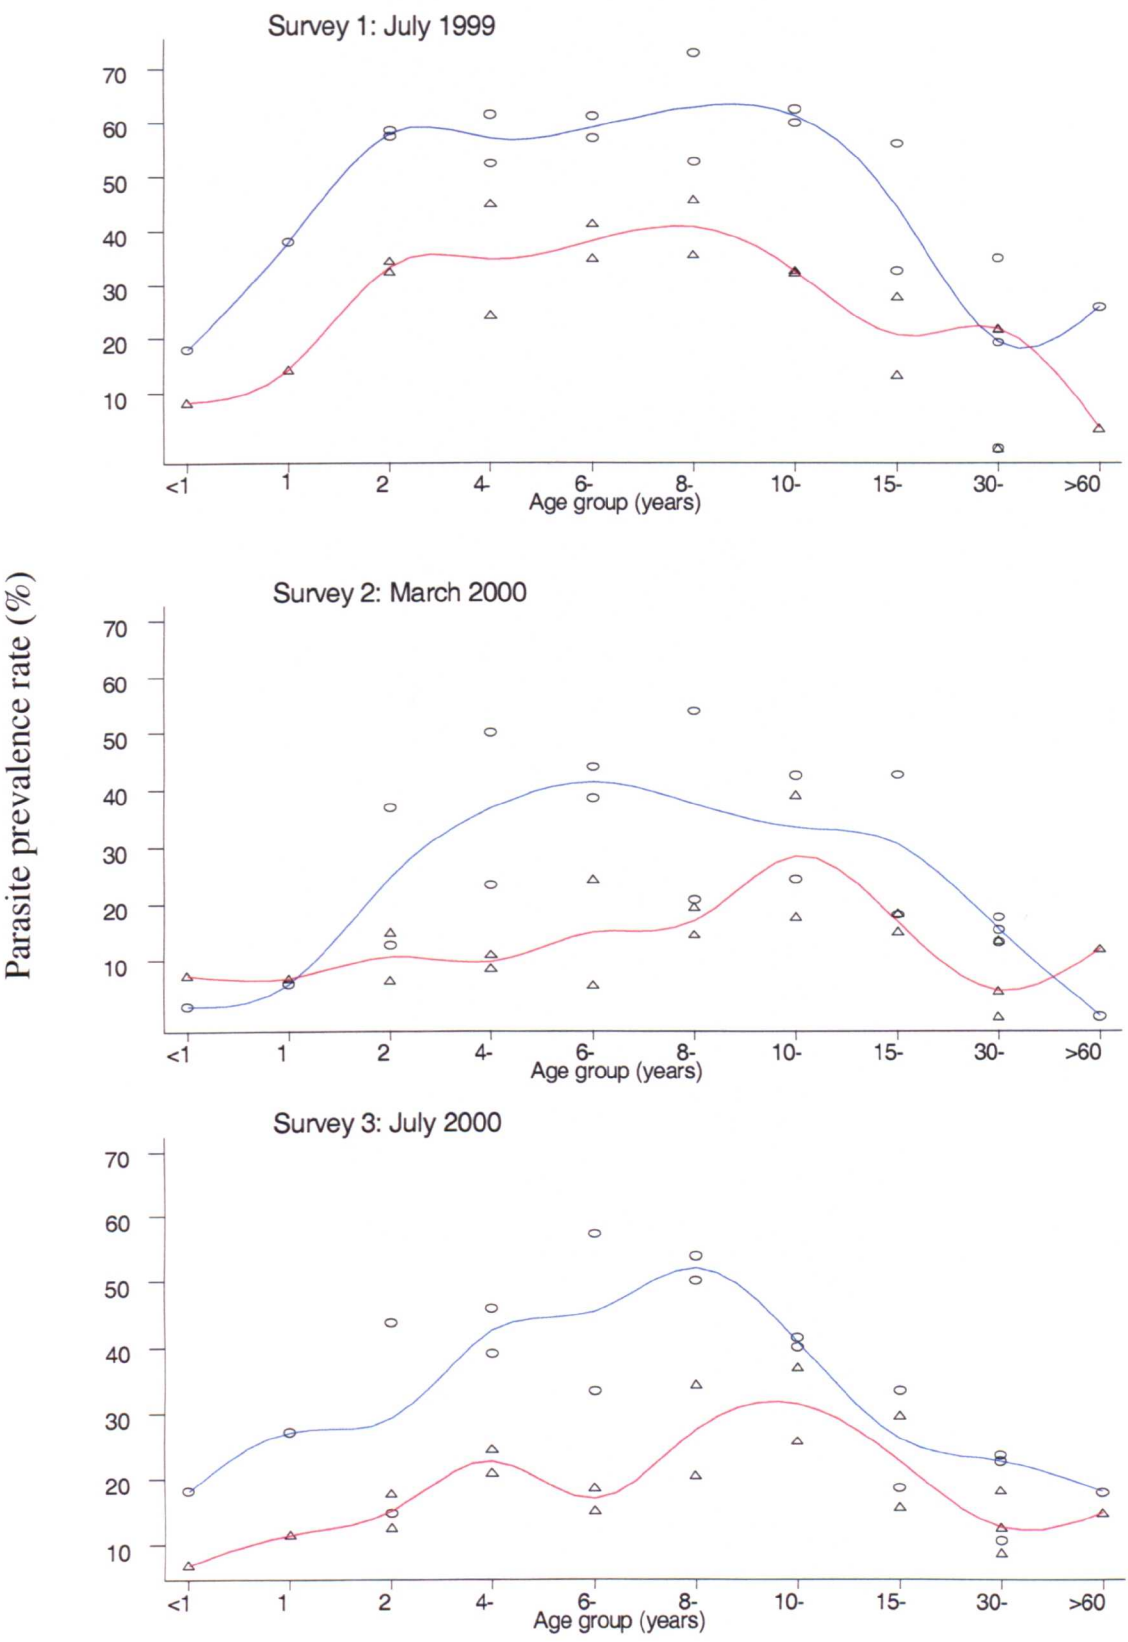 Parasite prevalence rate (%)
Survey 1: July 1999
70
60
50
40
30
20
10
<1 1 2 4- 6- 8- 10- 15- 30- >60
Age group (years)
Survey 2: March 2000
70
60
50
40
30
20
10
<1 1 2 4- 6- 8- 10- 15- 30- >60
Age group (years)
Survey 3: July 2000
70
60
50
40
30
20
10
<1 1 2 4- 6- 8- 10- 15- 30- >60
Age group (years)